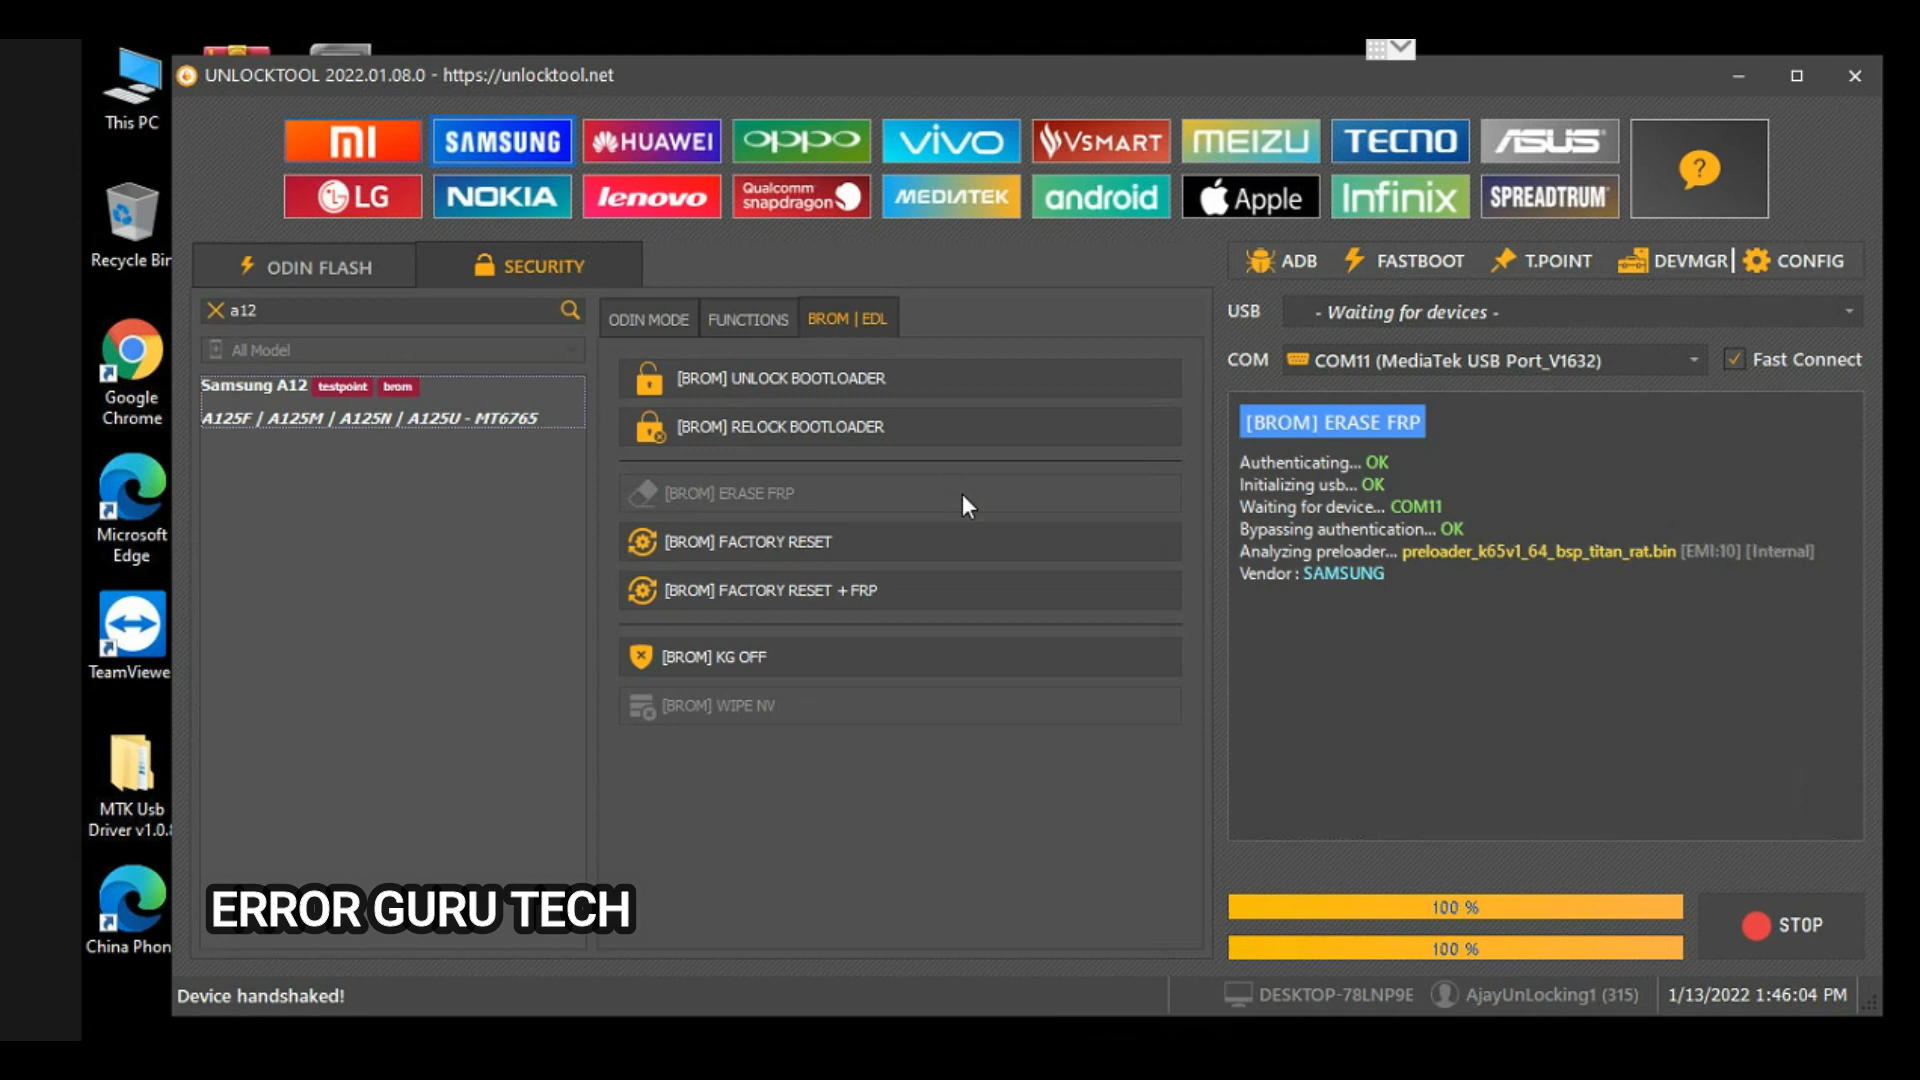 This PC
Recycle Bin
Google
Chrome
Microsoft
Edge
TeamViewe
MTK Usb
Driver v1.0.8
China Phon
UNLOCKTOOL 2022.01.08.0 - https://unlocktool.net
MI
SAMSUNG
HUAWEI
oppo
vivo
VSMART
MEIZU
TECNO
ASUS
?
LG
NOKIA
lenovo
Qualcomm
snapdragon
MEDIATEK
android
Apple
Infinix
SPREADTRUM
ODIN FLASH
SECURITY
ADB
FASTBOOT
T.POINT
DEVMGR
CONFIG
a12
All Model
Samsung A12 testpoint brom
A125F / A125M / A125N / A125U - MT6765
ODIN MODE
FUNCTIONS
BROM | EDL
[BROM] UNLOCK BOOTLOADER
[BROM] RELOCK BOOTLOADER
[BROM] ERASE FRP
[BROM] FACTORY RESET
[BROM] FACTORY RESET + FRP
[BROM] KG OFF
[BROM] WIPE NV
USB - Waiting for devices -
COM COM11 (MediaTek USB Port_V1632) Fast Connect
[BROM] ERASE FRP
Authenticating... OK
Initializing usb... OK
Waiting for device... COM11
Bypassing authentication... OK
Analyzing preloader... preloader_k65v1_64_bsp_titan_rat.bin [EMI:10] [Internal]
Vendor : SAMSUNG
ERROR GURU TECH
100 %
100 %
STOP
Device handshaked!
DESKTOP-78LNP9E
AjayUnLocking1 (315)
1/13/2022 1:46:04 PM